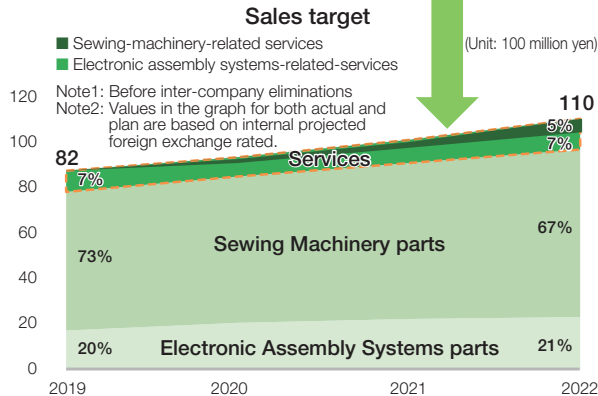 Sales target
Sewing-machinery-related services
(Unit: 100 million yen)
Electronic assembly systems-related-services
Note1: Before inter-company eliminations
Note2: Values in the graph for both actual and
plan are based on internal projected
foreign exchange rated.
120
100
80
60
40
20
0
82
110
7%
Services
5%
7%
73%
Sewing Machinery parts
67%
20%
Electronic Assembly Systems parts
21%
2019
2020
2021
2022